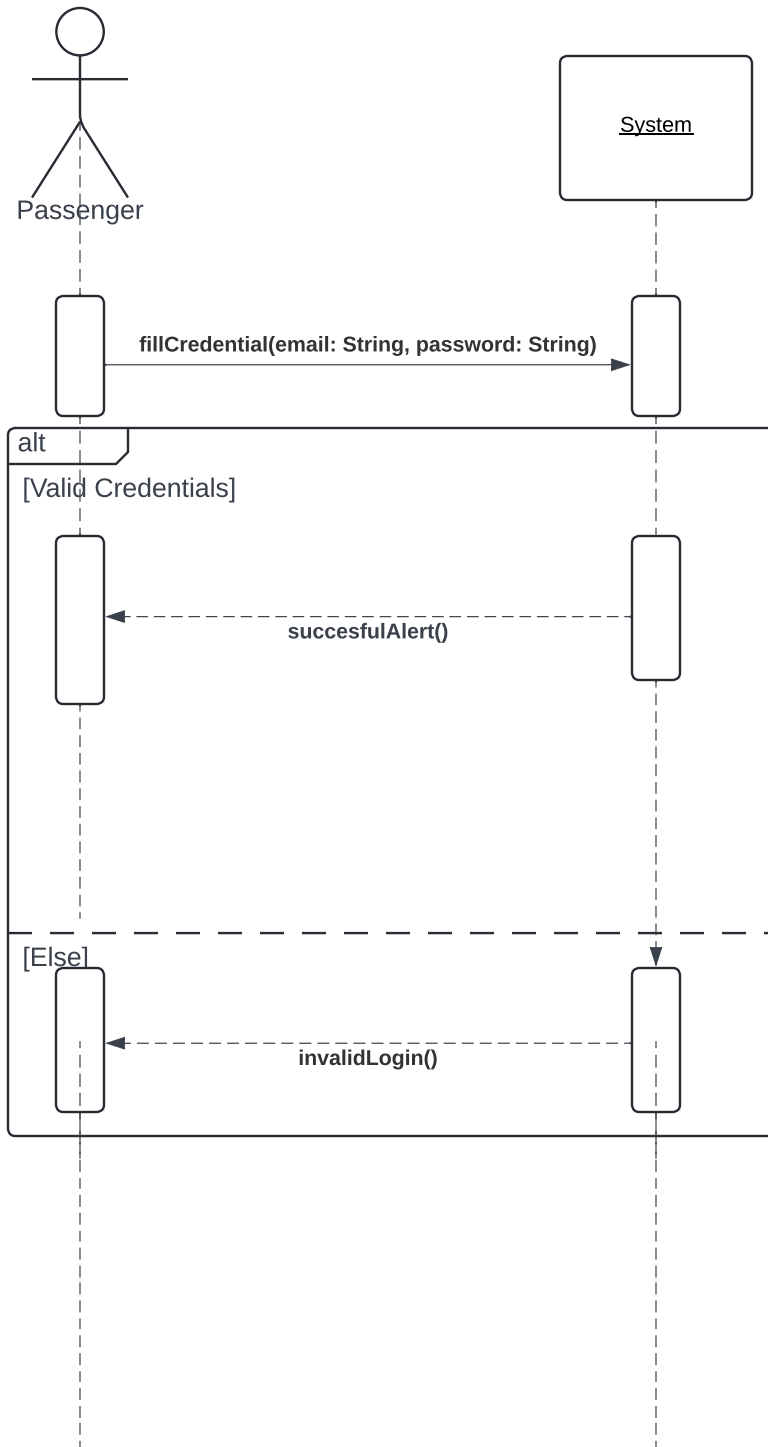 System
Passenger
fillCredential(email: String, password: String)
alt
[Valid Credentials]
succesfulAlert()
[Else]
invalidLogin()